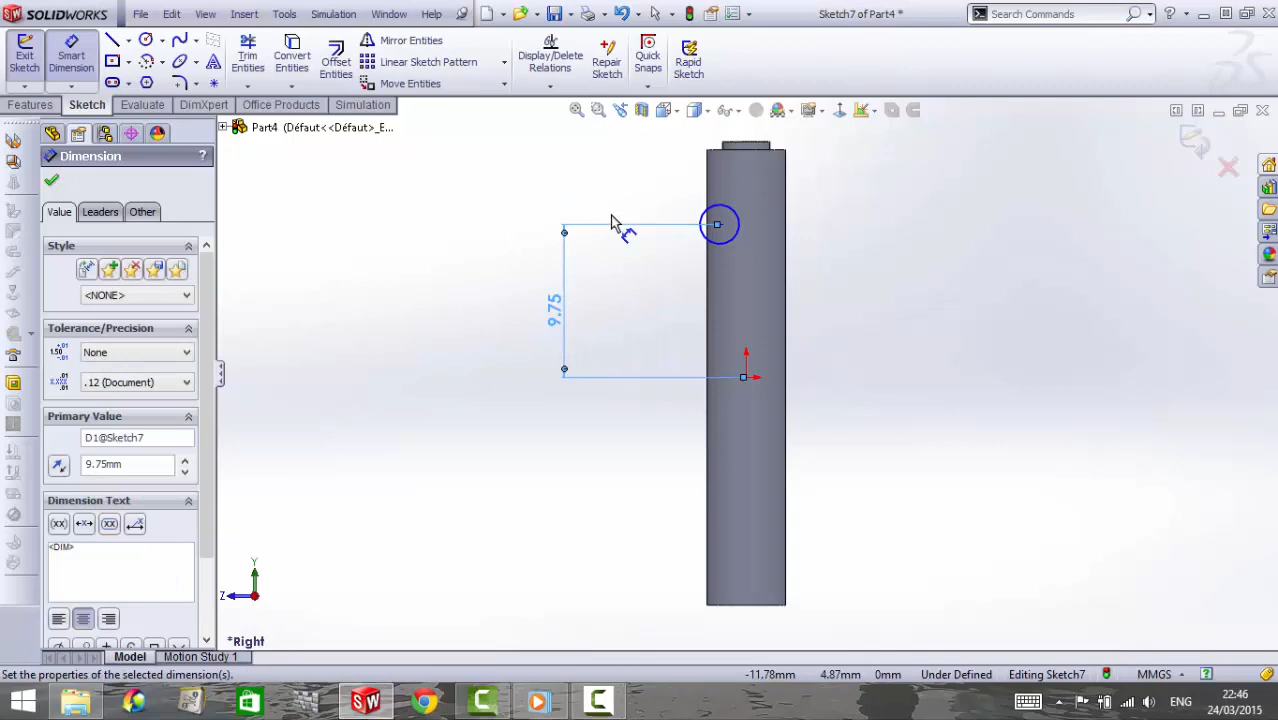 SOLIDWORKS
File
Edit
View
Insert
Tools
Simulation
Window
Help
Sketch7 of Part4 *
Search Commands
Exit Sketch
Smart Dimension
Trim Entities
Convert Entities
Offset Entities
Mirror Entities
Linear Sketch Pattern
Move Entities
Display/Delete Relations
Repair Sketch
Quick Snaps
Rapid Sketch
Features
Sketch
Evaluate
DimXpert
Office Products
Simulation
Part4 (Défaut<<Défaut>_E...
Dimension
?
Value
Leaders
Other
Style
<NONE>
Tolerance/Precision
None
.12 (Document)
Primary Value
D1@Sketch7
9.75mm
Dimension Text
<DIM>
9.75
Y
Z
*Right
Model
Motion Study 1
Set the properties of the selected dimension(s).
-11.78mm
4.87mm
0mm
Under Defined
Editing Sketch7
MMGS
ENG
22:46
24/03/2015